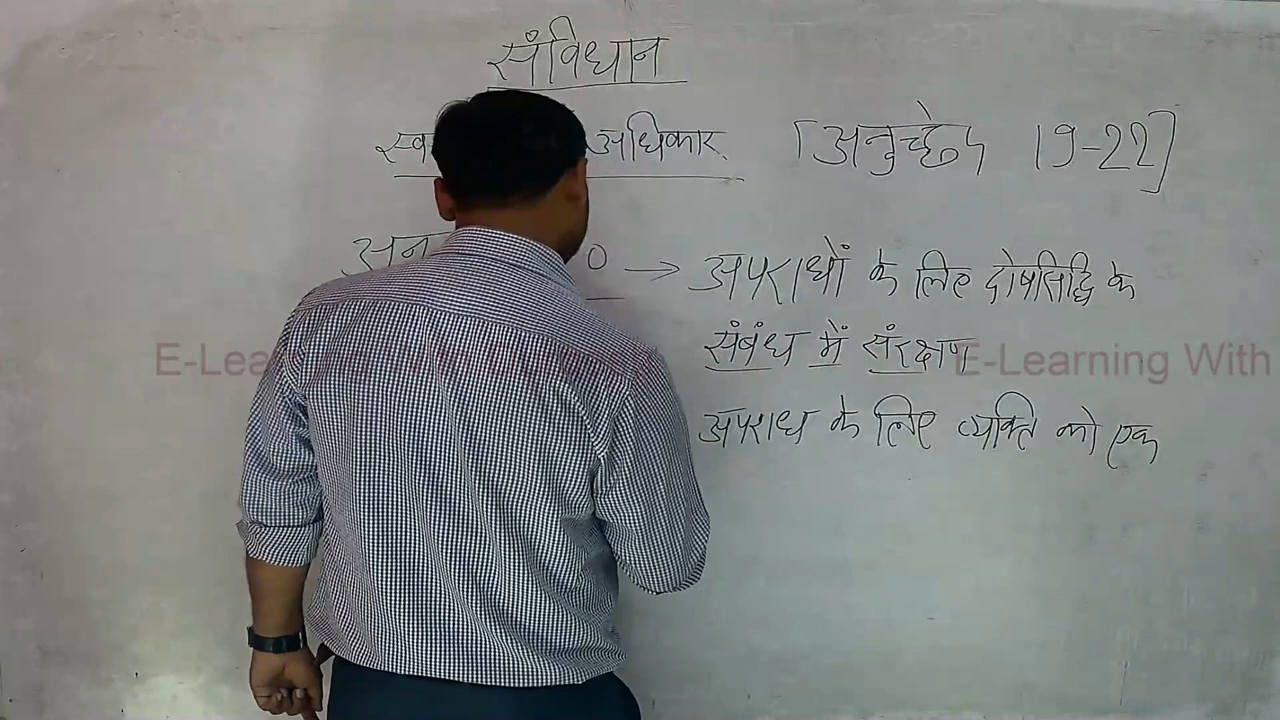 संविधान
अधिकार [अनुच्छेद 19-22]
→ अपराधों के लिए दोषसिद्धि के
संबंध में संरक्षण
अपराध के लिए व्यक्ति को एक
E-Learning With